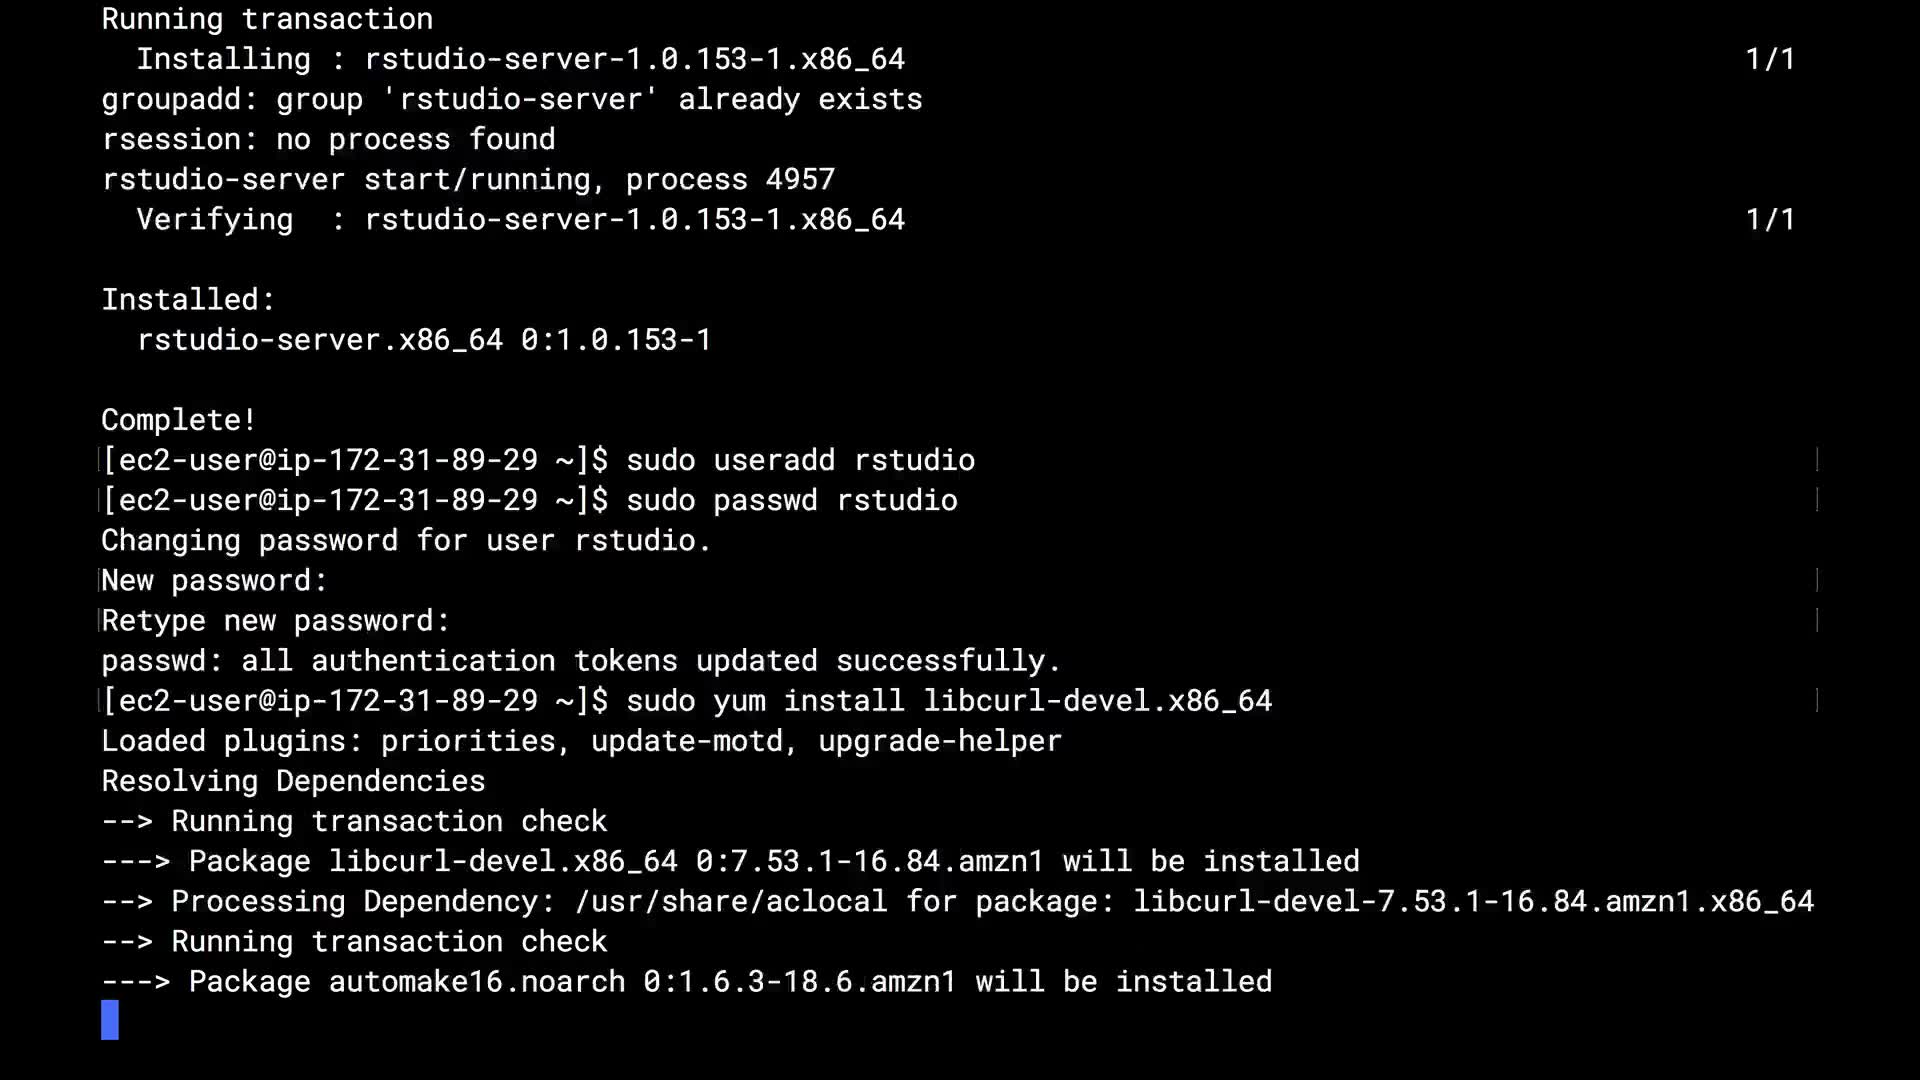 Running transaction
  Installing : rstudio-server-1.0.153-1.x86_64                                                1/1
groupadd: group 'rstudio-server' already exists
rsession: no process found
rstudio-server start/running, process 4957
  Verifying  : rstudio-server-1.0.153-1.x86_64                                                1/1

Installed:
  rstudio-server.x86_64 0:1.0.153-1

Complete!
[ec2-user@ip-172-31-89-29 ~]$ sudo useradd rstudio
[ec2-user@ip-172-31-89-29 ~]$ sudo passwd rstudio
Changing password for user rstudio.
New password:
Retype new password:
passwd: all authentication tokens updated successfully.
[ec2-user@ip-172-31-89-29 ~]$ sudo yum install libcurl-devel.x86_64
Loaded plugins: priorities, update-motd, upgrade-helper
Resolving Dependencies
--> Running transaction check
---> Package libcurl-devel.x86_64 0:7.53.1-16.84.amzn1 will be installed
--> Processing Dependency: /usr/share/aclocal for package: libcurl-devel-7.53.1-16.84.amzn1.x86_64
--> Running transaction check
---> Package automake16.noarch 0:1.6.3-18.6.amzn1 will be installed